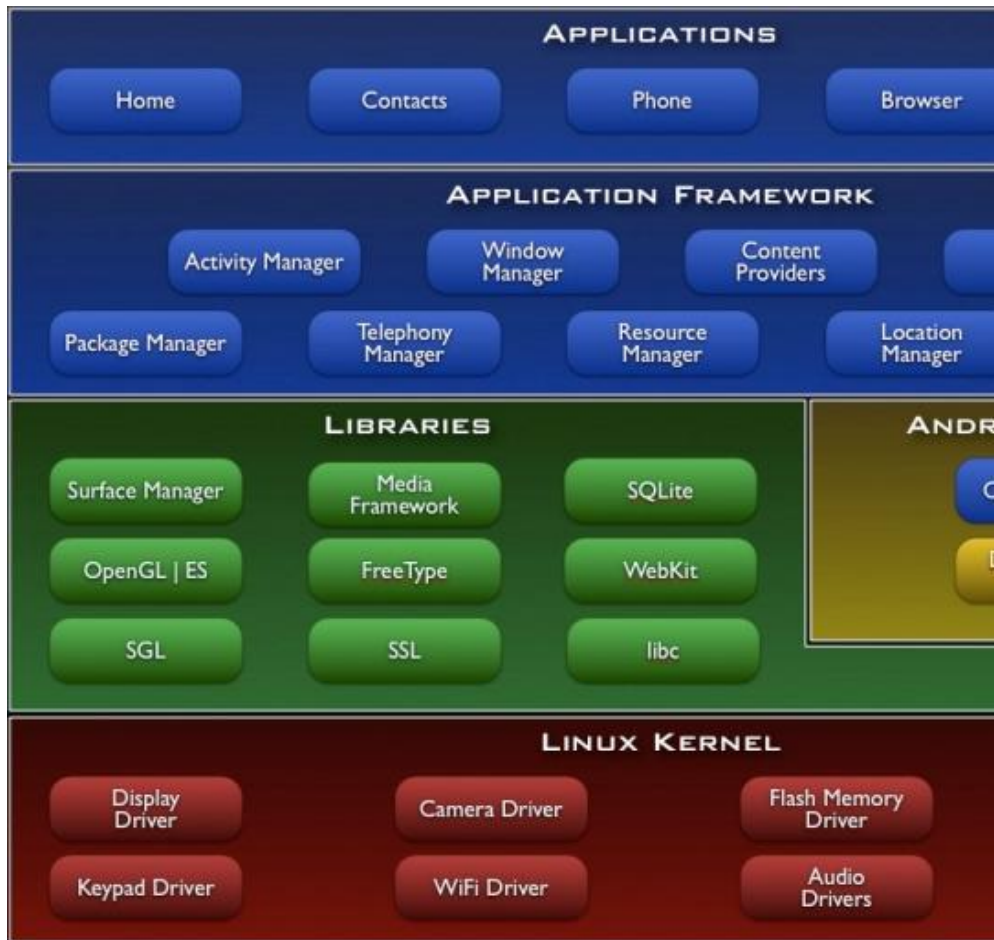 APPLICATIONS
Home
Contacts
Phone
Browser
APPLICATION FRAMEWORK
Activity Manager
Window
Manager
Content
Providers
Package Manager
Telephony
Manager
Resource
Manager
Location
Manager
LIBRARIES
Surface Manager
Media
Framework
SQLite
OpenGL | ES
FreeType
WebKit
SGL
SSL
libc
ANDR
LINUX KERNEL
Display
Driver
Camera Driver
Flash Memory
Driver
Keypad Driver
WiFi Driver
Audio
Drivers